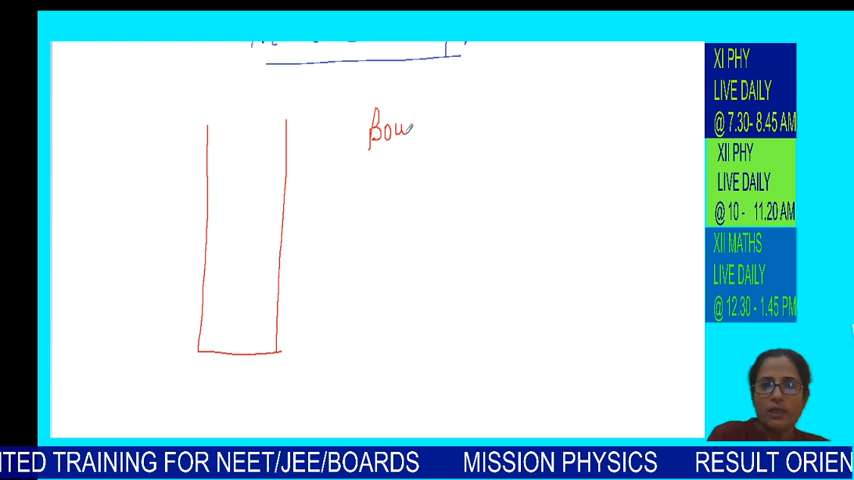 Bou
XI PHY
LIVE DAILY
@ 7.30- 8.45 AM
XII PHY
LIVE DAILY
@ 10 - 11.20 AM
XII MATHS
LIVE DAILY
@ 12.30 - 1.45 PM
ITED TRAINING FOR NEET/JEE/BOARDS MISSION PHYSICS RESULT ORIEN